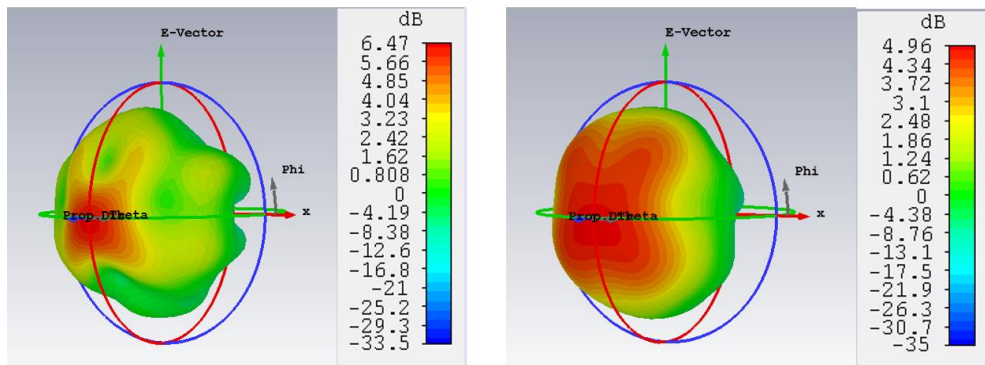 dB
E-Vector
6.47
5.66
4.85
4.04
3.23
2.42
1.62
0.808
0
-4.19
-8.38
-12.6
-16.8
-21
-25.2
-29.3
-33.5
Phi
x
Prop.D
Theta
dB
E-Vector
4.96
4.34
3.72
3.1
2.48
1.86
1.24
0.62
0
-4.38
-8.76
-13.1
-17.5
-21.9
-26.3
-30.7
-35
Phi
x
Prop.D
Theta